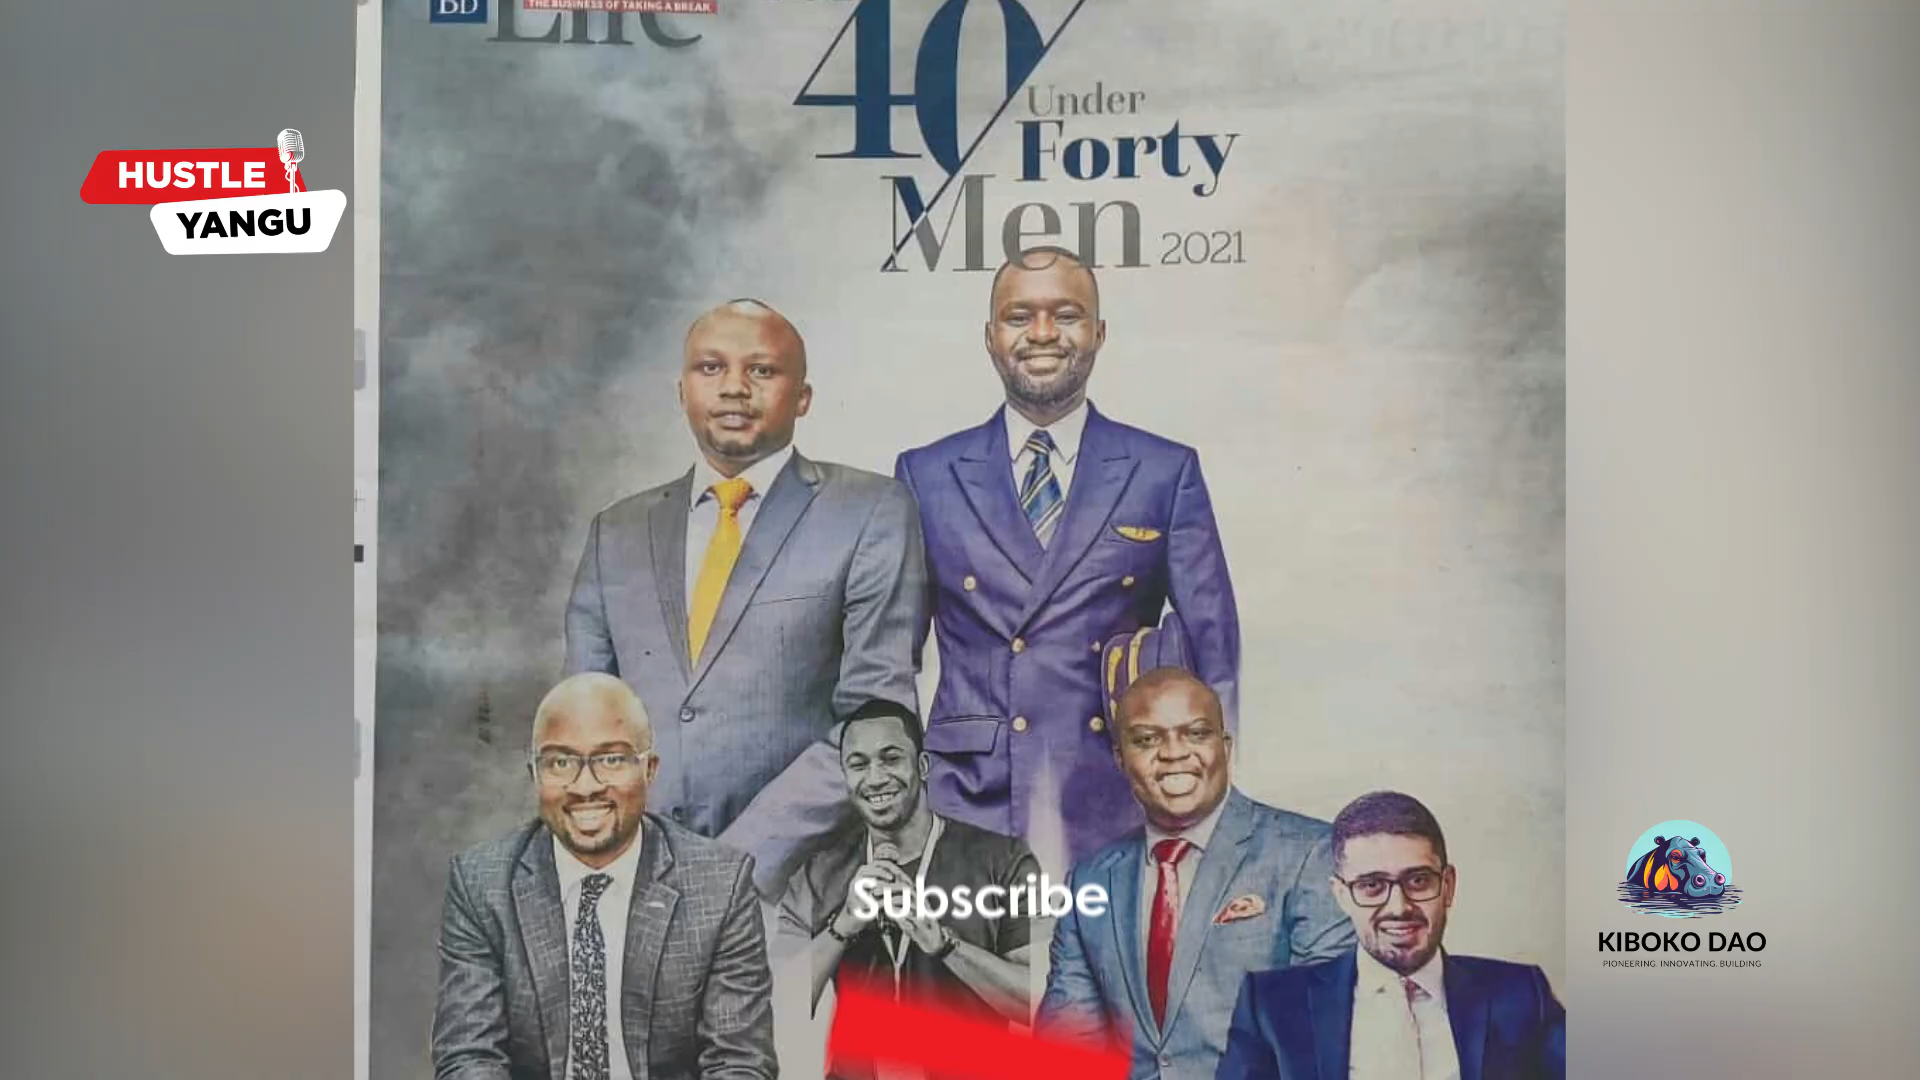 BD
Life
THE BUSINESS OF TAKING A BREAK
40
Under
Forty
Men 2021
HUSTLE
YANGU
Subscribe
KIBOKO DAO
PIONEERING. INNOVATING. BUILDING